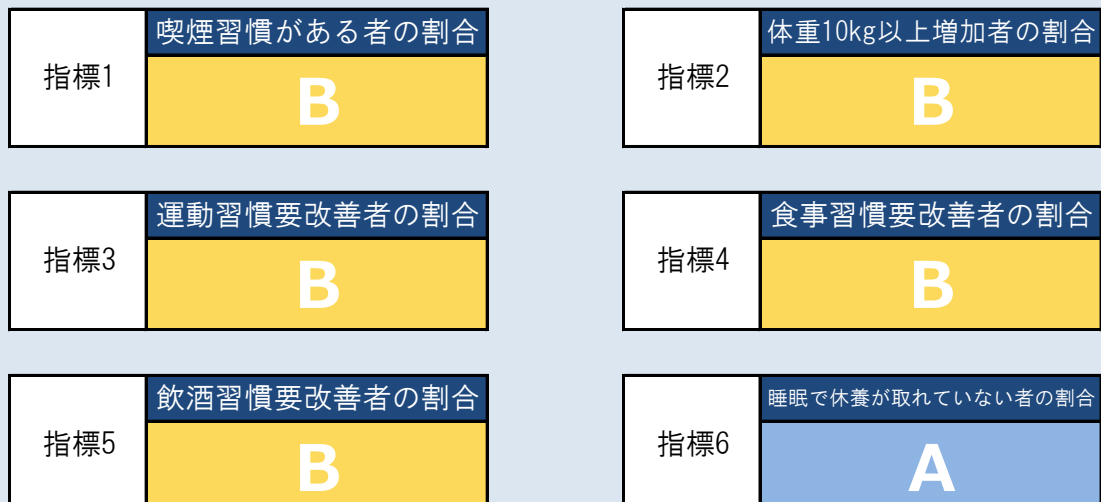 指標1
喫煙習慣がある者の割合
B
指標2
体重10kg以上増加者の割合
B
指標3
運動習慣要改善者の割合
B
指標4
食事習慣要改善者の割合
B
指標5
飲酒習慣要改善者の割合
B
指標6
睡眠で休養が取れていない者の割合
A